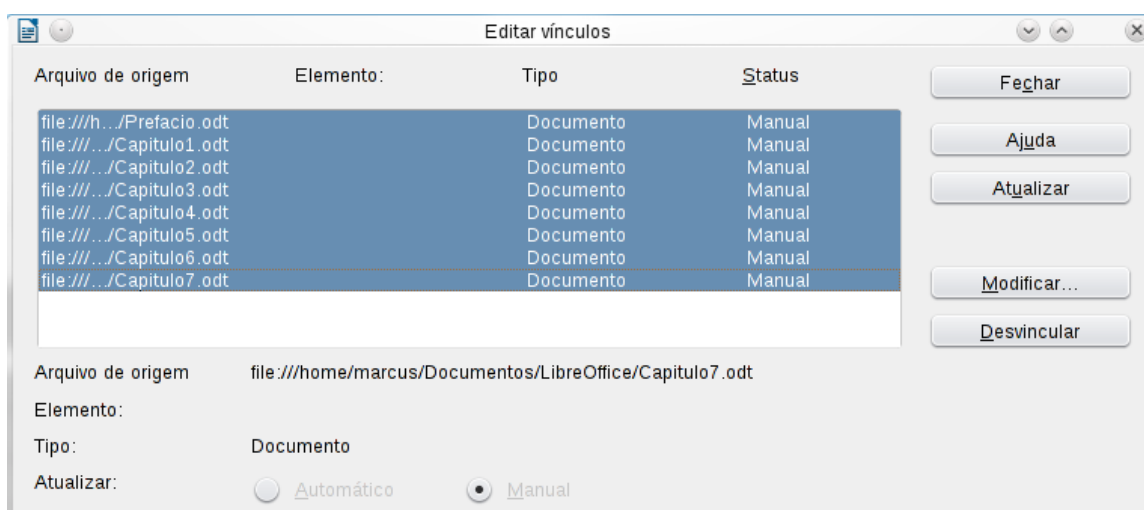 Editar vínculos
Arquivo de origem Elemento: Tipo Status
file:///h.../Prefacio.odt Documento Manual
file:///.../Capitulo1.odt Documento Manual
file:///.../Capitulo2.odt Documento Manual
file:///.../Capitulo3.odt Documento Manual
file:///.../Capitulo4.odt Documento Manual
file:///.../Capitulo5.odt Documento Manual
file:///.../Capitulo6.odt Documento Manual
file:///.../Capitulo7.odt Documento Manual
Fechar
Ajuda
Atualizar
Modificar...
Desvincular
Arquivo de origem file:///home/marcus/Documentos/LibreOffice/Capitulo7.odt
Elemento:
Tipo: Documento
Atualizar: Automático Manual